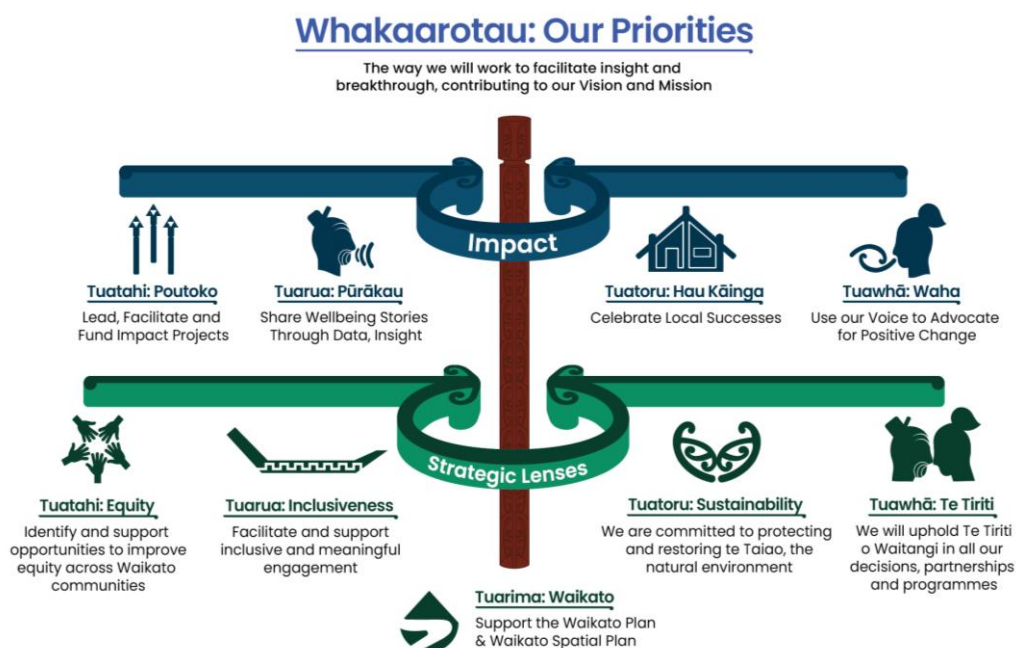 Whakaarotau: Our Priorities
The way we will work to facilitate insight and
breakthrough, contributing to our Vision and Mission
Impact
Tuatahi: Poutoko
Lead, Facilitate and
Fund Impact Projects
Tuarua: Pūrākau
Share Wellbeing Stories
Through Data, Insight
Tuatoru: Hau Kāinga
Celebrate Local Successes
Tuawhā: Waha
Use our Voice to Advocate
for Positive Change
Strategic Lenses
Tuatahi: Equity
Identify and support
opportunities to improve
equity across Waikato
communities
Tuarua: Inclusiveness
Facilitate and support
inclusive and meaningful
engagement
Tuatoru: Sustainability
We are committed to protecting
and restoring te Taiao, the
natural environment
Tuawhā: Te Tiriti
We will uphold Te Tiriti
o Waitangi in all our
decisions, partnerships
and programmes
Tuarima: Waikato
Support the Waikato Plan
& Waikato Spatial Plan